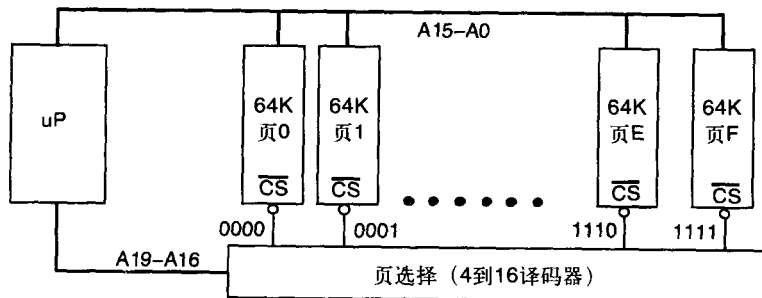 A15-A0
uP
64K
页0
CS
64K
页1
CS
64K
页E
CS
64K
页F
CS
0000
0001
1110
1111
A19-A16
页选择（4到16译码器）